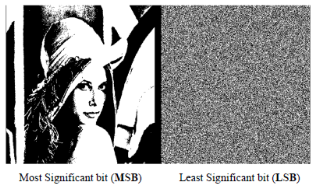 Most Significant bit (MSB)
Least Significant bit (LSB)